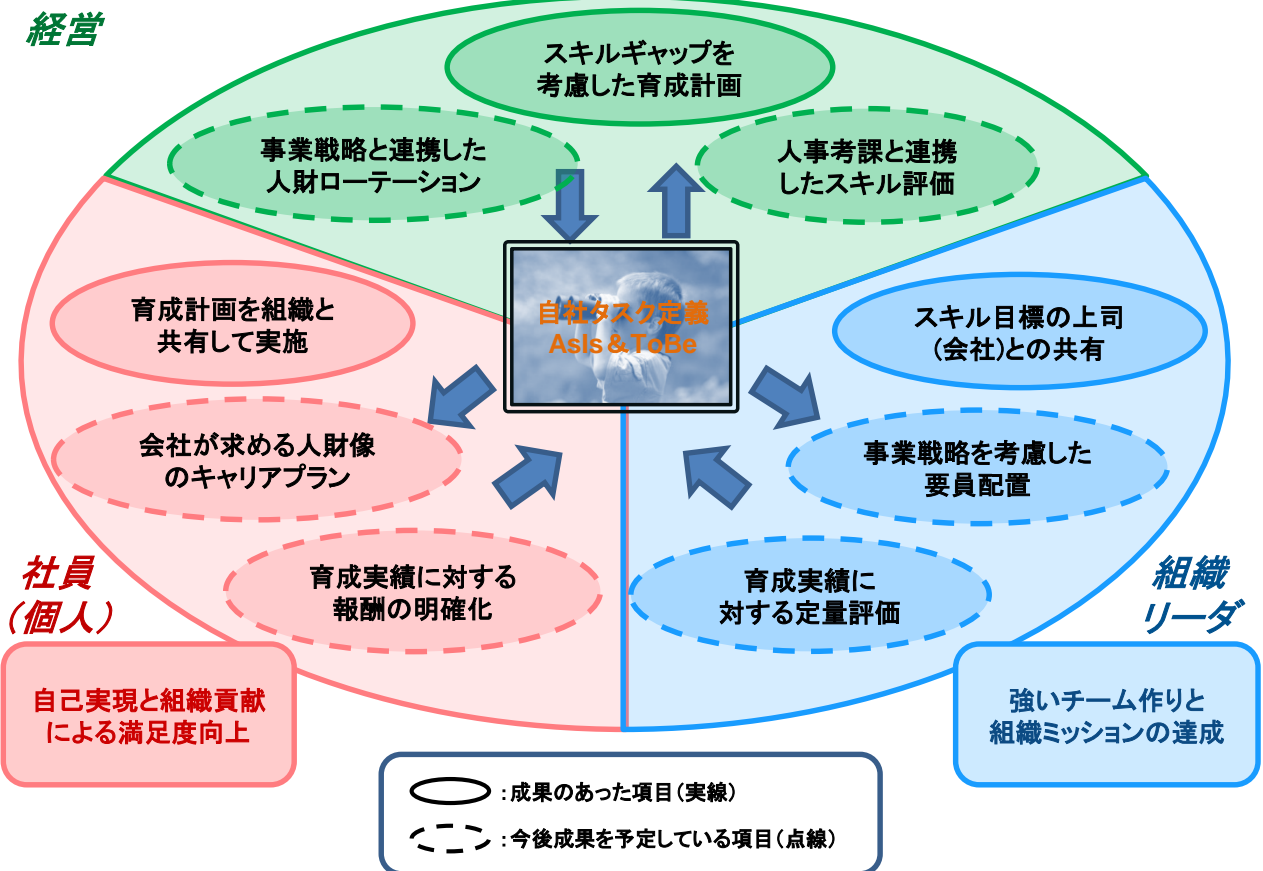 経営
スキルギャップを
考慮した育成計画
事業戦略と連携した
人財ローテーション
人事考課と連携
したスキル評価
自社タスク定義
AsIs＆ToBe
育成計画を組織と
共有して実施
会社が求める人財像
のキャリアプラン
育成実績に対する
報酬の明確化
スキル目標の上司
(会社)との共有
事業戦略を考慮した
要員配置
育成実績に
対する定量評価
社員
（個人）
自己実現と組織貢献
による満足度向上
組織
リーダ
強いチーム作りと
組織ミッションの達成
：成果のあった項目（実線）
：今後成果を予定している項目（点線）